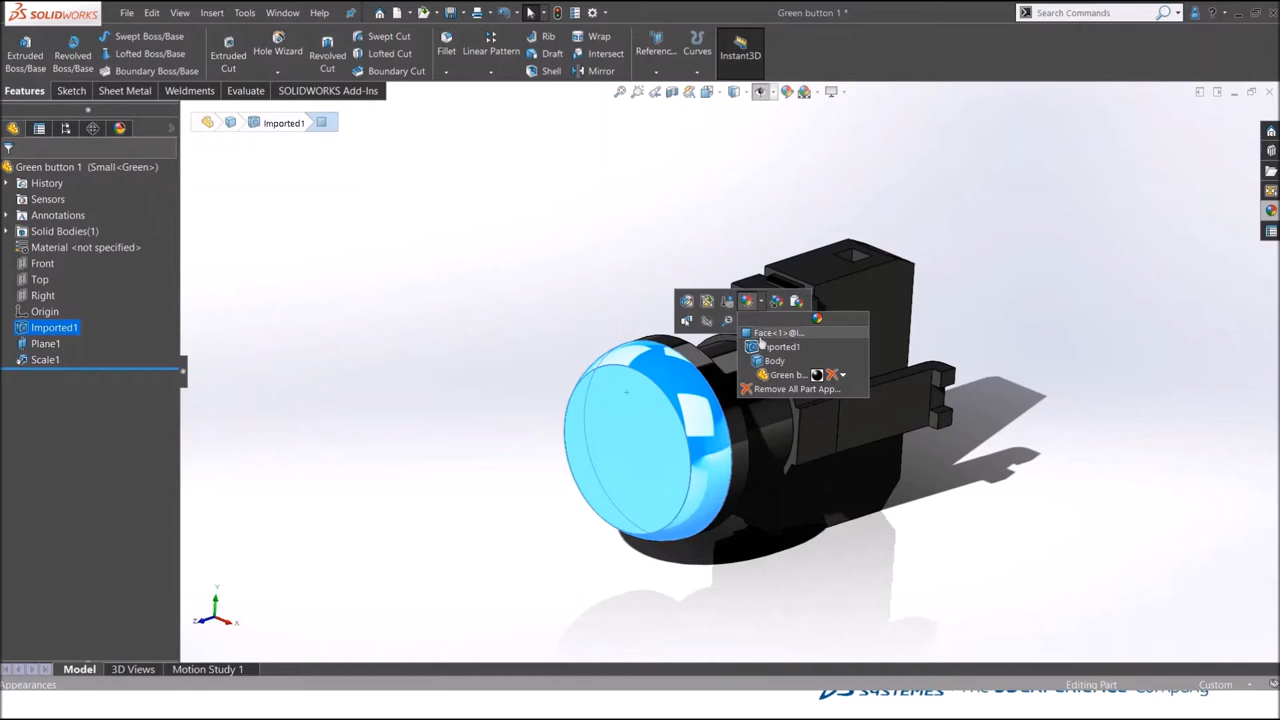 SOLIDWORKS
File
Edit
View
Insert
Tools
Window
Help
Green button 1 *
Search Commands
Extruded Boss/Base
Revolved Boss/Base
Swept Boss/Base
Lofted Boss/Base
Boundary Boss/Base
Extruded Cut
Hole Wizard
Revolved Cut
Swept Cut
Lofted Cut
Boundary Cut
Fillet
Linear Pattern
Rib
Draft
Shell
Wrap
Intersect
Mirror
Referenc...
Curves
Instant3D
Features
Sketch
Sheet Metal
Weldments
Evaluate
SOLIDWORKS Add-Ins
Imported1
Green button 1 (Small<Green>)
History
Sensors
Annotations
Solid Bodies(1)
Material <not specified>
Front
Top
Right
Origin
Imported1
Plane1
Scale1
Face<1>@I...
ported1
Body
Green b...
Remove All Part App...
Y
Z
X
Model
3D Views
Motion Study 1
Appearances
Editing Part
Custom